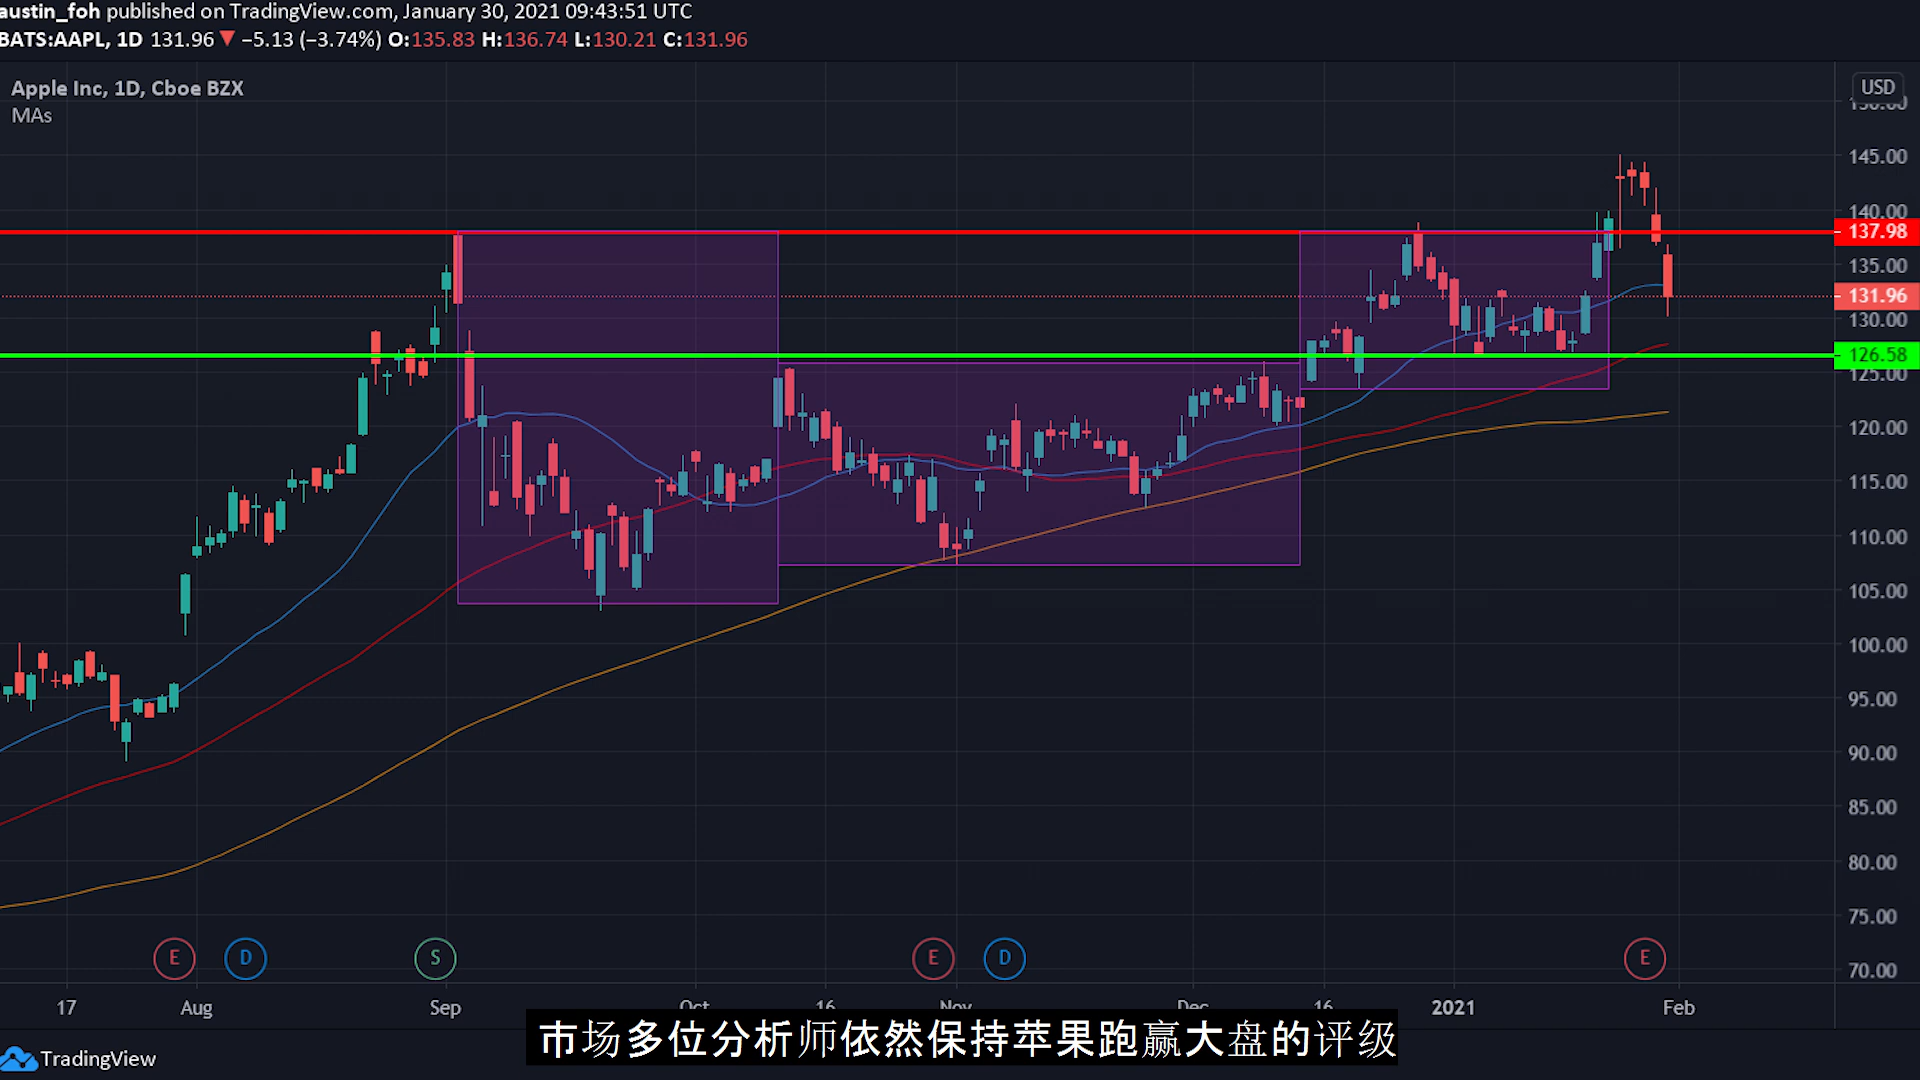 austin_foh published on TradingView.com, January 30, 2021 09:43:51 UTC
BATS:AAPL, 1D 131.96 ▼ −5.13 (−3.74%) O:135.83 H:136.74 L:130.21 C:131.96
Apple Inc, 1D, Cboe BZX
MAs
USD
150.00
145.00
140.00
137.98
135.00
131.96
130.00
126.58
125.00
120.00
115.00
110.00
105.00
100.00
95.00
90.00
85.00
80.00
75.00
70.00
E D S E D E
17 Aug Sep Oct 16 Nov Dec 16 2021 Feb
市场多位分析师依然保持苹果跑赢大盘的评级
TradingView